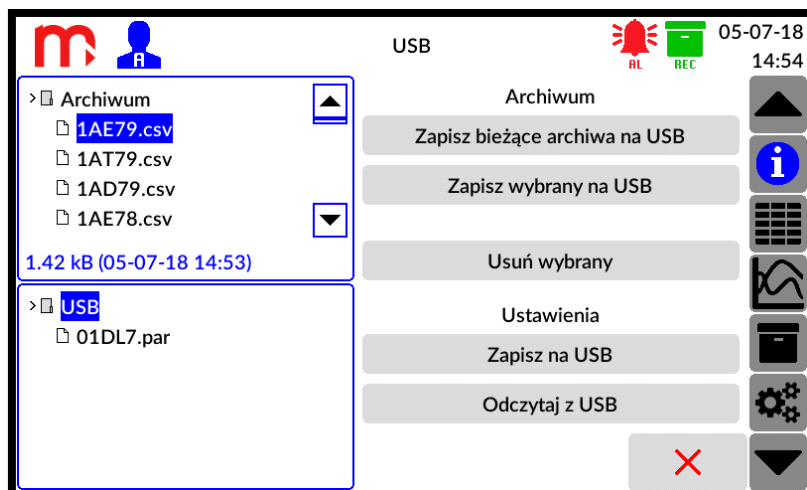 USB
AL
REC
05-07-18
14:54
A
Archiwum
1AE79.csv
1AT79.csv
1AD79.csv
1AE78.csv
1.42 kB (05-07-18 14:53)
USB
01DL7.par
Archiwum
Zapisz bieżące archiwa na USB
Zapisz wybrany na USB
Usuń wybrany
Ustawienia
Zapisz na USB
Odczytaj z USB